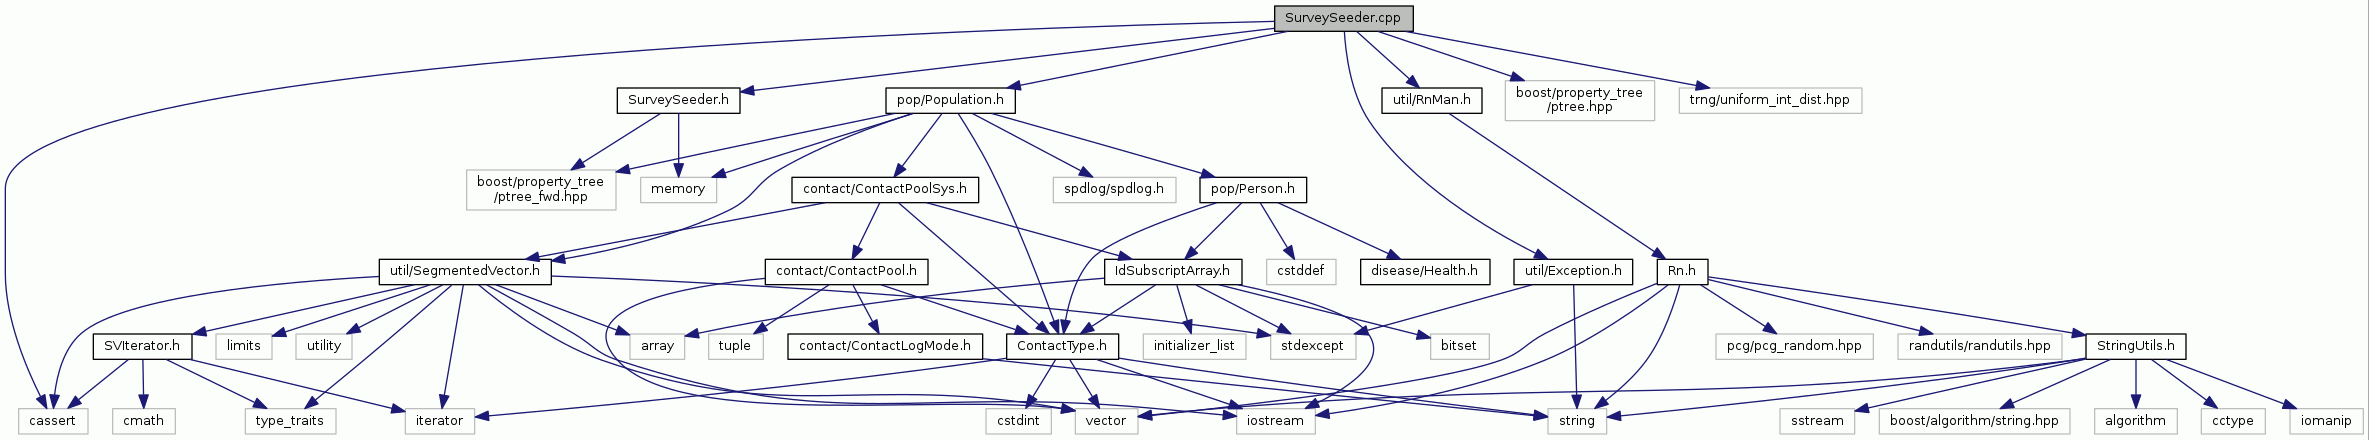 SurveySeeder.cpp
SurveySeeder.h
pop/Population.h
util/RnMan.h
boost/property_tree
/ptree.hpp
trng/uniform_int_dist.hpp
boost/property_tree
/ptree_fwd.hpp
memory
contact/ContactPoolSys.h
spdlog/spdlog.h
pop/Person.h
util/SegmentedVector.h
contact/ContactPool.h
IdSubscriptArray.h
cstddef
disease/Health.h
util/Exception.h
Rn.h
SVIterator.h
limits
utility
array
tuple
contact/ContactLogMode.h
ContactType.h
initializer_list
stdexcept
bitset
pcg/pcg_random.hpp
randutils/randutils.hpp
StringUtils.h
cassert
cmath
type_traits
iterator
cstdint
vector
iostream
string
sstream
boost/algorithm/string.hpp
algorithm
cctype
iomanip